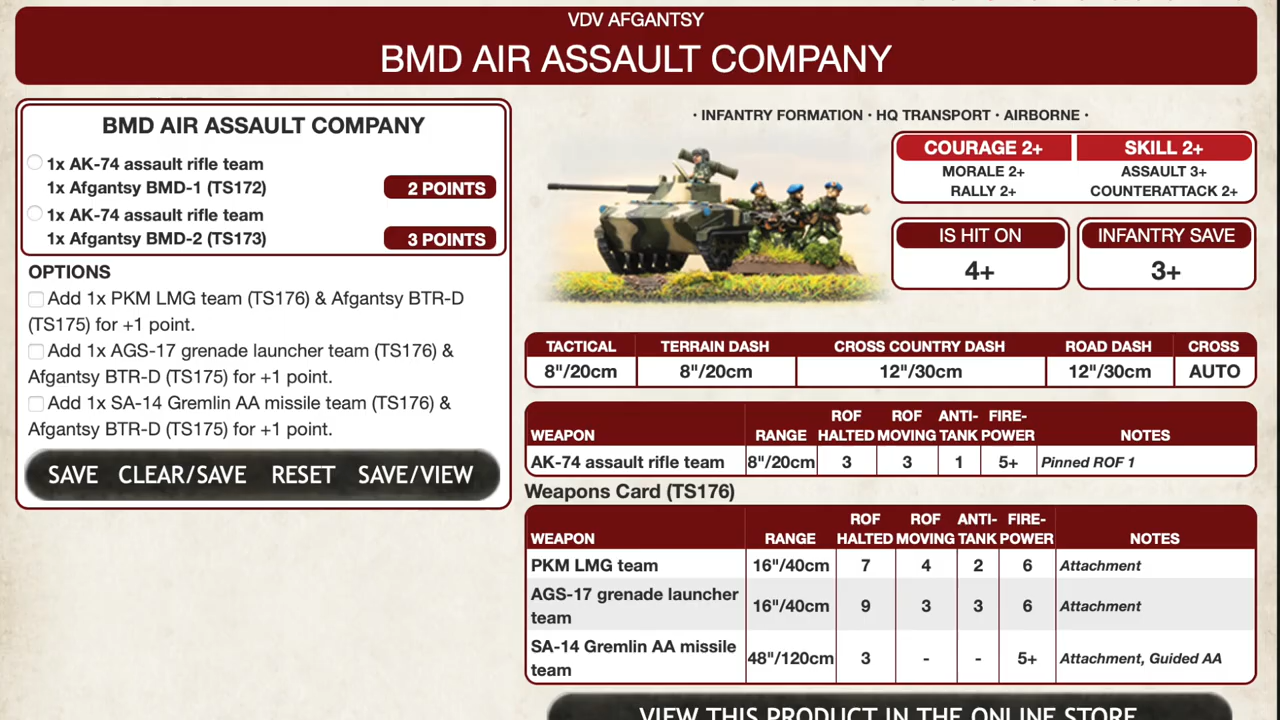 VDV AFGANTSY
BMD AIR ASSAULT COMPANY
BMD AIR ASSAULT COMPANY
1x AK-74 assault rifle team
1x Afgantsy BMD-1 (TS172) 2 POINTS
1x AK-74 assault rifle team
1x Afgantsy BMD-2 (TS173) 3 POINTS
OPTIONS
Add 1x PKM LMG team (TS176) & Afgantsy BTR-D
(TS175) for +1 point.
Add 1x AGS-17 grenade launcher team (TS176) &
Afgantsy BTR-D (TS175) for +1 point.
Add 1x SA-14 Gremlin AA missile team (TS176) &
Afgantsy BTR-D (TS175) for +1 point.
SAVE CLEAR/SAVE RESET SAVE/VIEW
· INFANTRY FORMATION · HQ TRANSPORT · AIRBORNE ·
COURAGE 2+ SKILL 2+
MORALE 2+ ASSAULT 3+
RALLY 2+ COUNTERATTACK 2+
IS HIT ON INFANTRY SAVE
4+ 3+
TACTICAL TERRAIN DASH CROSS COUNTRY DASH ROAD DASH CROSS
8"/20cm 8"/20cm 12"/30cm 12"/30cm AUTO
ROF ROF ANTI- FIRE-
WEAPON RANGE HALTED MOVING TANK POWER NOTES
AK-74 assault rifle team 8"/20cm 3 3 1 5+ Pinned ROF 1
Weapons Card (TS176)
ROF ROF ANTI- FIRE-
WEAPON RANGE HALTED MOVING TANK POWER NOTES
PKM LMG team 16"/40cm 7 4 2 6 Attachment
AGS-17 grenade launcher
team 16"/40cm 9 3 3 6 Attachment
SA-14 Gremlin AA missile
team 48"/120cm 3 - - 5+ Attachment, Guided AA
VIEW THIS PRODUCT IN THE ONLINE STORE